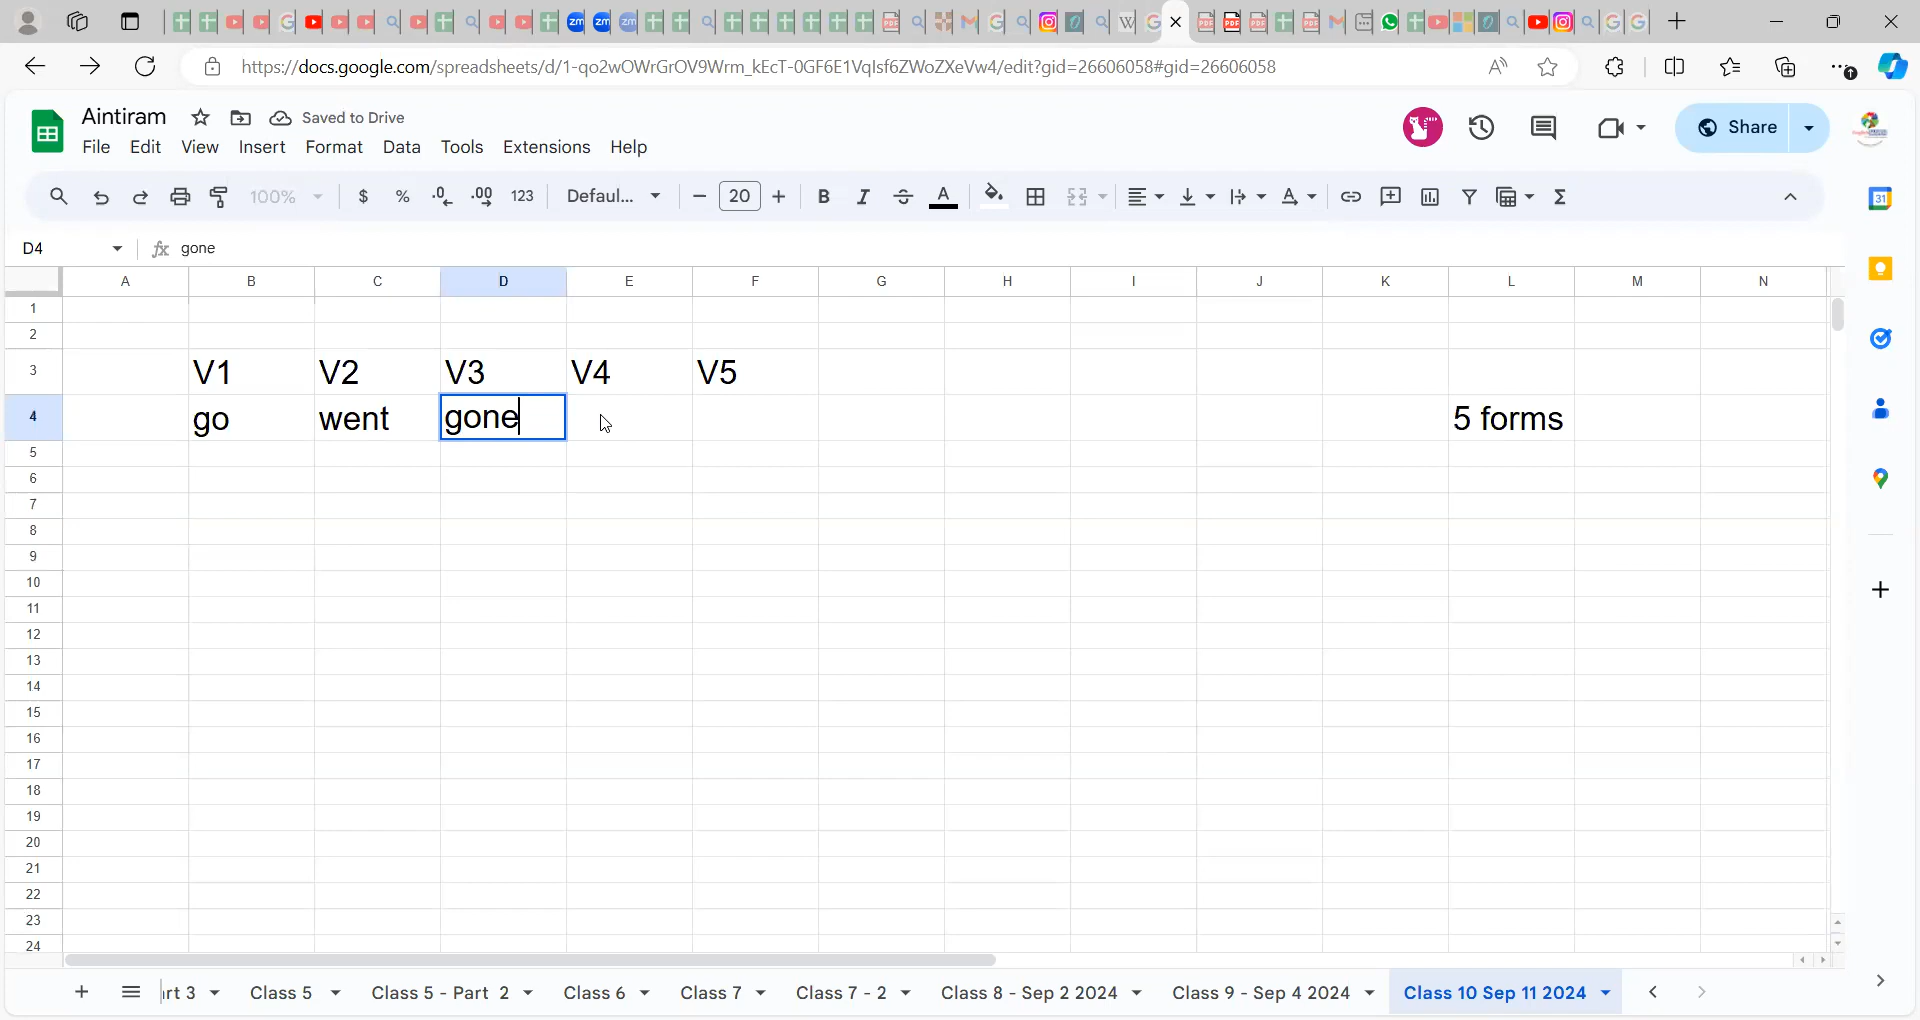 https://docs.google.com/spreadsheets/d/1-qo2wOWrGrOV9Wrm_kEcT-0GF6E1VqIsf6ZWoZXeVw4/edit?gid=26606058#gid=26606058
Aintiram Saved to Drive
File Edit View Insert Format Data Tools Extensions Help
Share
100% $ % .0 .00 123 Defaul... 20 B I S A Σ
D4 fx gone
A B C D E F G H I J K L M N
1
2
3 V1 V2 V3 V4 V5
4 go went gone 5 forms
5
6
7
8
9
10
11
12
13
14
15
16
17
18
19
20
21
22
23
24
rt 3 Class 5 Class 5 - Part 2 Class 6 Class 7 Class 7 - 2 Class 8 - Sep 2 2024 Class 9 - Sep 4 2024 Class 10 Sep 11 2024